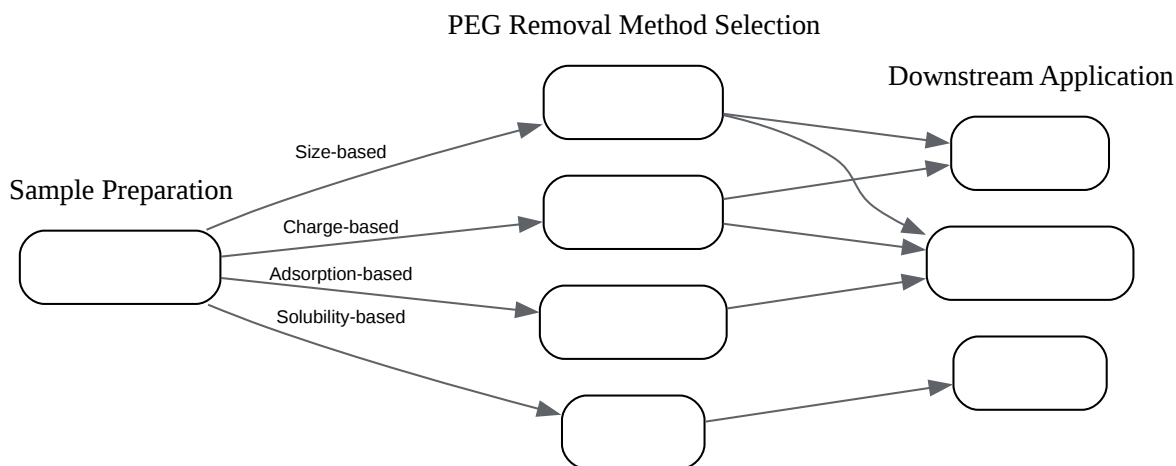 PEG Removal Method Selection
Downstream Application
Size-based
Sample Preparation
Charge-based
Adsorption-based
Solubility-based